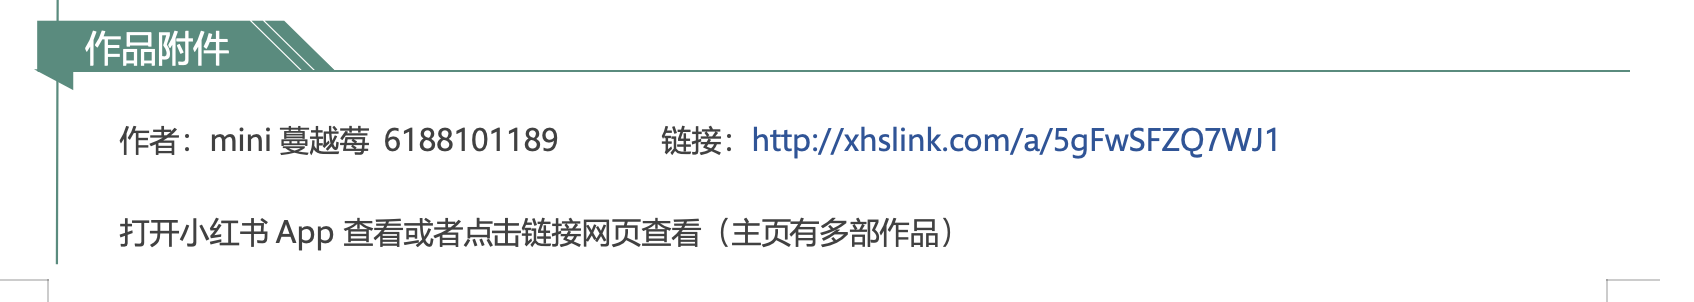 作品附件
作者：mini 蔓越莓 6188101189 链接：http://xhslink.com/a/5gFwSFZQ7WJ1
打开小红书 App 查看或者点击链接网页查看（主页有多部作品）